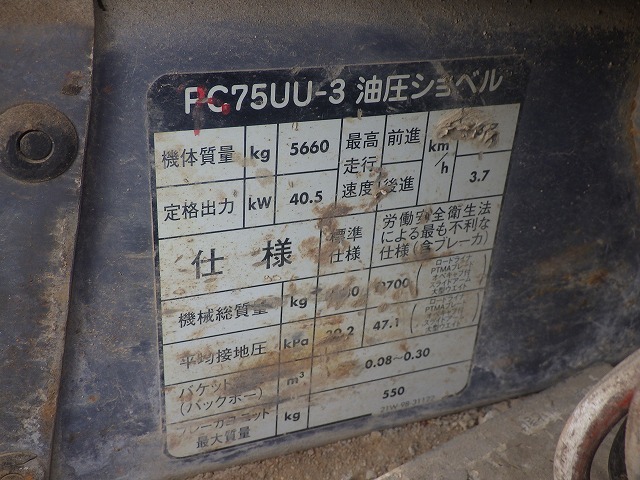 PC75UU-3 油圧ショベル
機体質量 kg 5660 最高走行速度 前進 km/h
定格出力 kW 40.5 後進 3.7
仕様 標準仕様 労働安全衛生法による最も不利な仕様(含ブレーカ)
機械総質量 kg
平均接地圧 kPa 47.1
バケット(バックホー) m³ 0.08~0.30
ブレーカユニット最大質量 kg 550